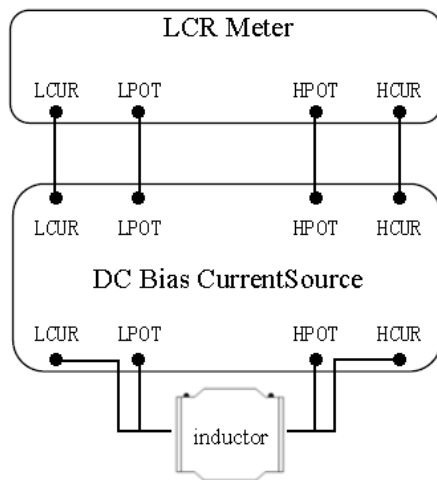 LCR Meter
LCUR LPOT HPOT HCUR
LCUR LPOT HPOT HCUR
DC Bias CurrentSource
LCUR LPOT HPOT HCUR
inductor